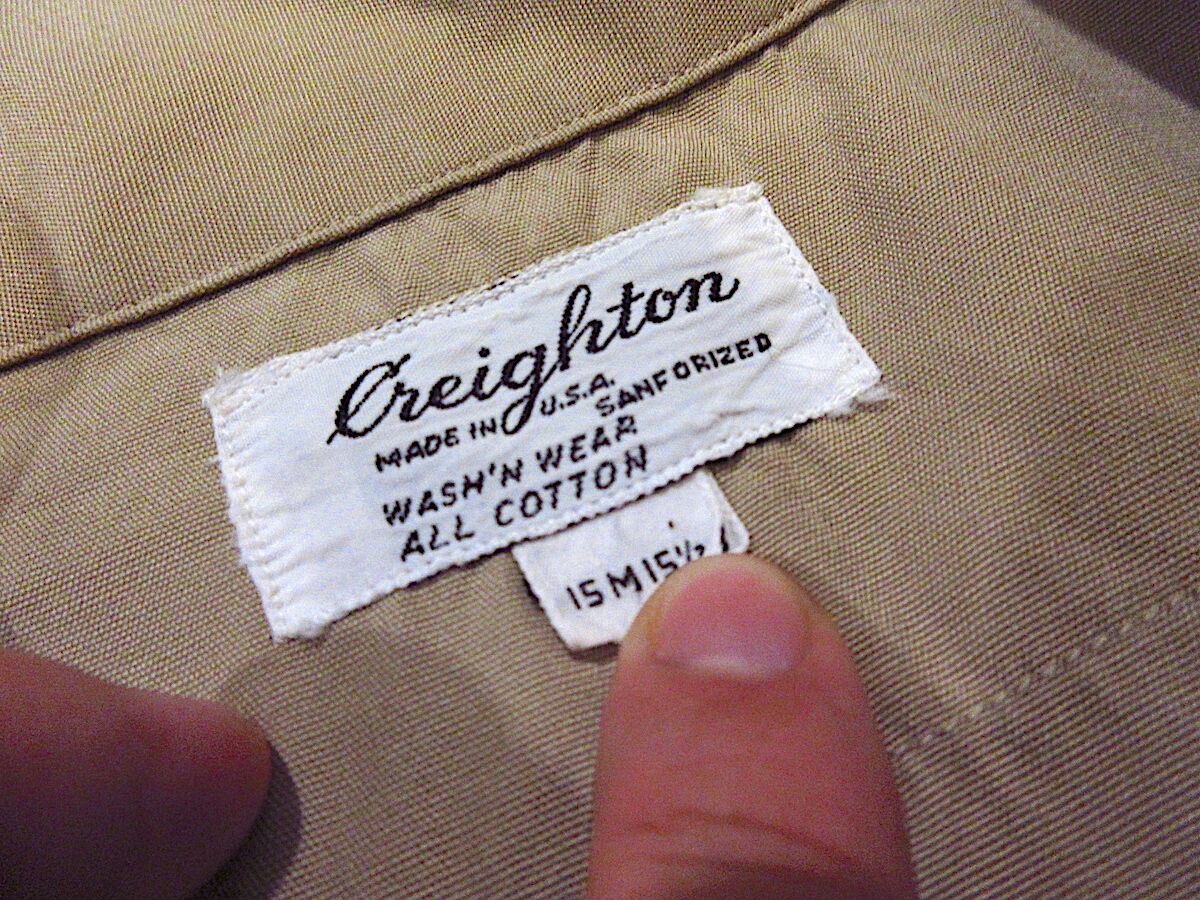 Creighton
MADE IN U.S.A.
SANFORIZED
WASH'N WEAR
ALL COTTON
15 M 15½